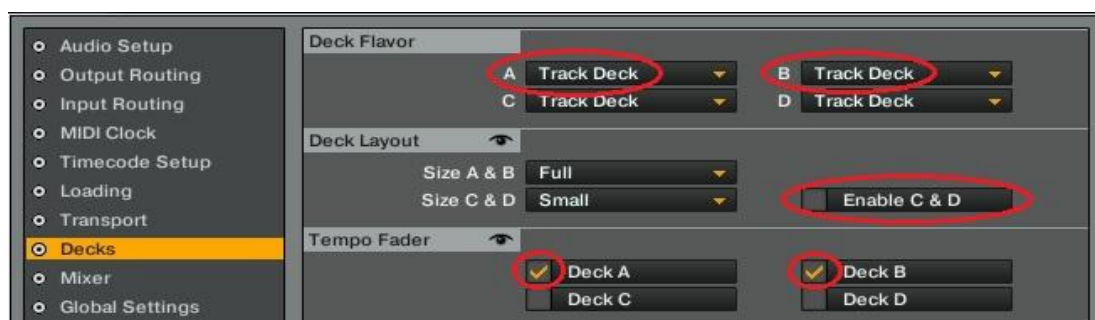 Audio Setup
Output Routing
Input Routing
MIDI Clock
Timecode Setup
Loading
Transport
Decks
Mixer
Global Settings
Deck Flavor
A Track Deck B Track Deck
C Track Deck D Track Deck
Deck Layout
Size A & B Full
Size C & D Small Enable C & D
Tempo Fader
Deck A Deck B
Deck C Deck D